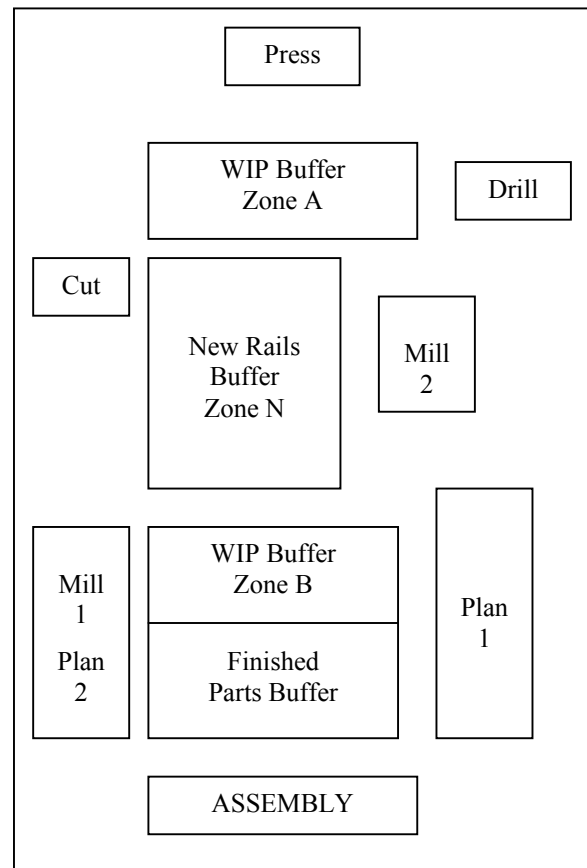 Press
WIP Buffer
Zone A
Drill
Cut
New Rails
Buffer
Zone N
Mill
2
Mill
1
Plan
2
WIP Buffer
Zone B
Finished
Parts Buffer
Plan
1
ASSEMBLY